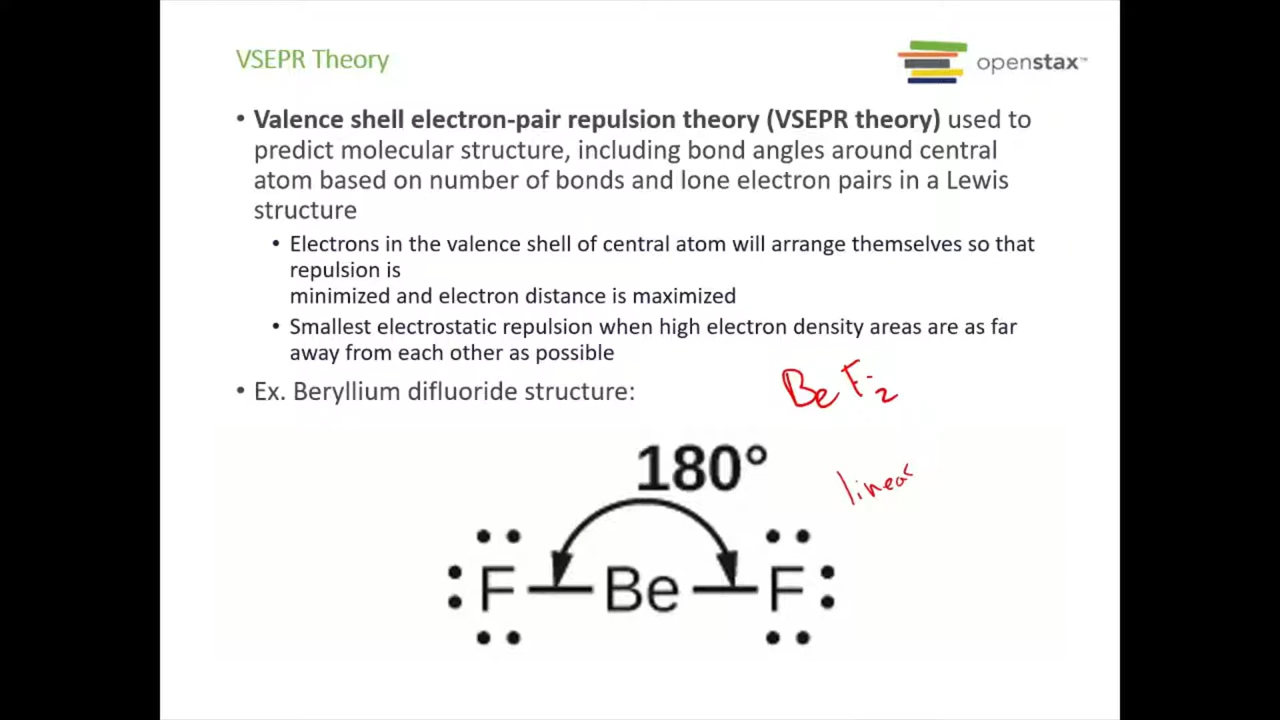 VSEPR Theory
openstax™
• Valence shell electron-pair repulsion theory (VSEPR theory) used to
predict molecular structure, including bond angles around central
atom based on number of bonds and lone electron pairs in a Lewis
structure
• Electrons in the valence shell of central atom will arrange themselves so that
repulsion is
minimized and electron distance is maximized
• Smallest electrostatic repulsion when high electron density areas are as far
away from each other as possible
• Ex. Beryllium difluoride structure:
BeF2
180°
linear
F Be F